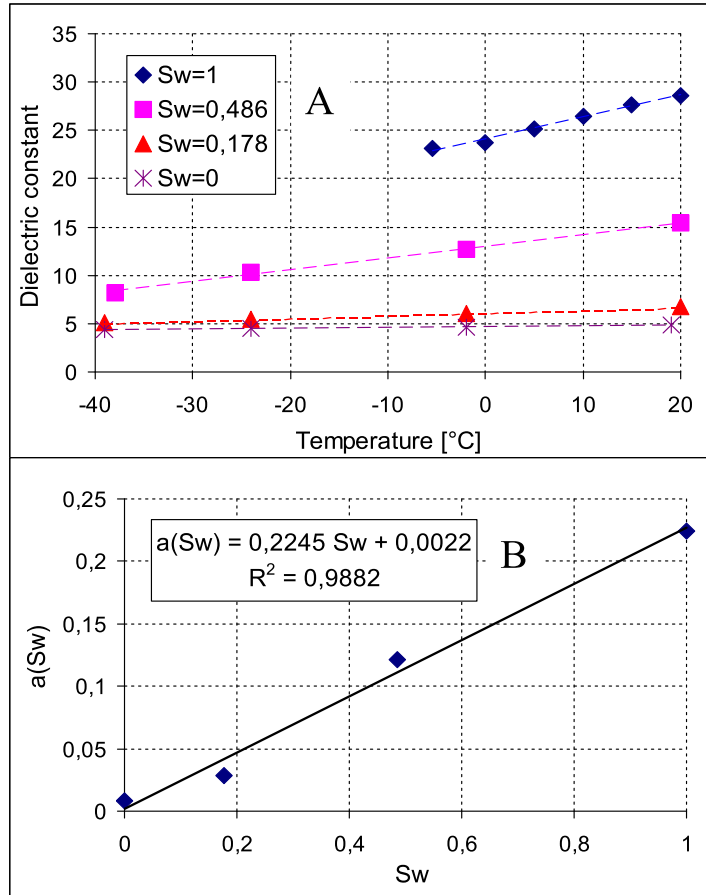 35
30
25
20
15
10
5
0
Dielectric constant
Sw=1
Sw=0,486
Sw=0,178
Sw=0
A
-40 -30 -20 -10 0 10 20
Temperature [°C]
0,25
0,2
0,15
0,1
0,05
0
a(Sw)
a(Sw) = 0,2245 Sw + 0,0022
R² = 0,9882
B
0 0,2 0,4 0,6 0,8 1
Sw